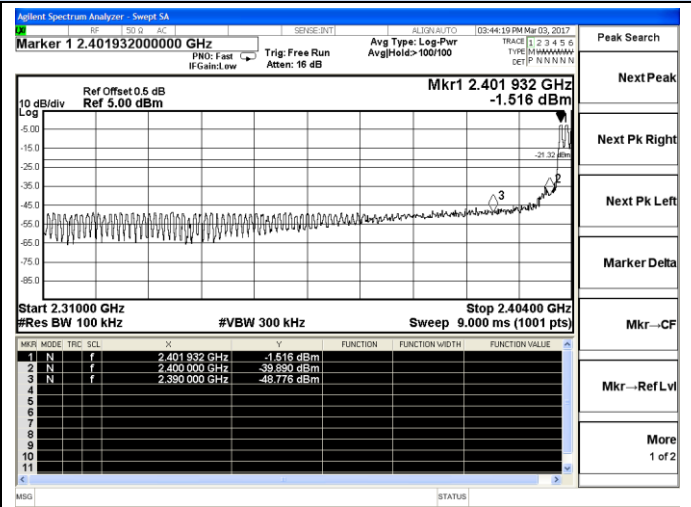 Agilent Spectrum Analyzer - Swept SA
LXI RF 50 Ω AC SENSE:INT ALIGN AUTO 03:44:19 PM Mar 03, 2017
Marker 1 2.401932000000 GHz
PNO: Fast
IFGain:Low
Trig: Free Run
Atten: 16 dB
Avg Type: Log-Pwr
Avg|Hold:>100/100
TRACE 1 2 3 4 5 6
TYPE M W W W W W
DET P N N N N N
Peak Search
Ref Offset 0.5 dB
10 dB/div Ref 5.00 dBm
Log
Mkr1 2.401 932 GHz
-1.516 dBm
-5.00
-15.0
-25.0
-35.0
-45.0
-55.0
-65.0
-75.0
-85.0
1
-21.32 dBm
2
3
Start 2.31000 GHz Stop 2.40400 GHz
#Res BW 100 kHz #VBW 300 kHz Sweep 9.000 ms (1001 pts)
MKR MODE TRC SCL X Y FUNCTION FUNCTION WIDTH FUNCTION VALUE
1 N f 2.401 932 GHz -1.516 dBm
2 N f 2.400 000 GHz -39.890 dBm
3 N f 2.390 000 GHz -48.776 dBm
4
5
6
7
8
9
10
11
MSG STATUS
Next Peak
Next Pk Right
Next Pk Left
Marker Delta
Mkr→CF
Mkr→Ref Lvl
More
1 of 2